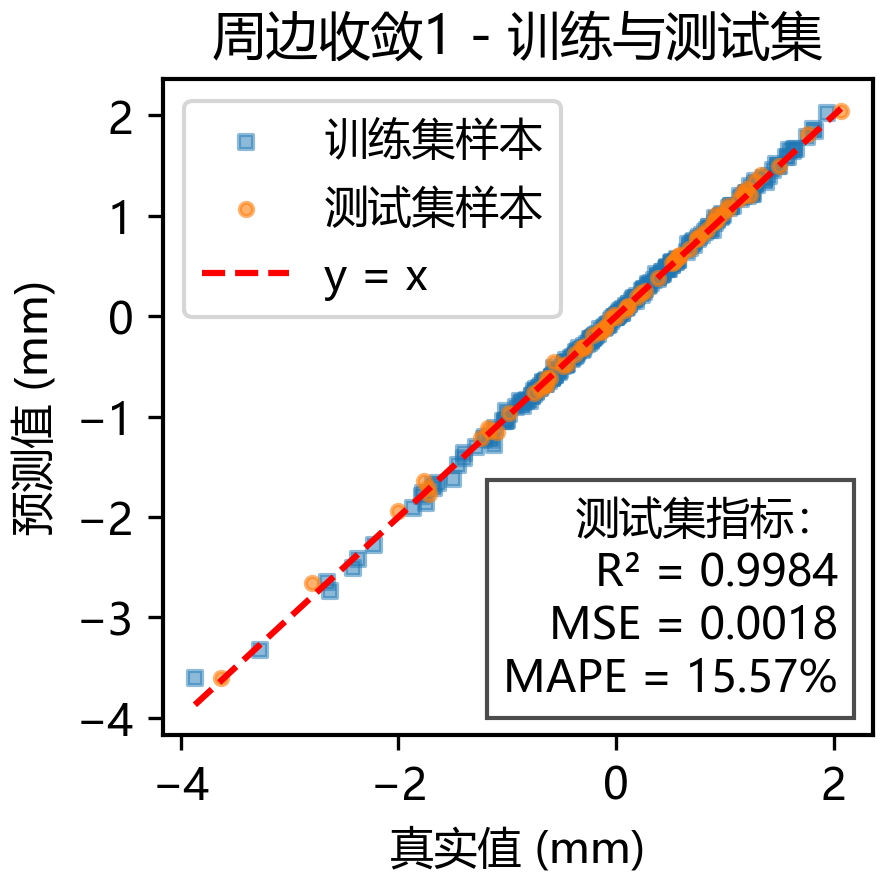 周边收敛1 - 训练与测试集
训练集样本
测试集样本
y = x
2
1
0
−1
−2
−3
−4
预测值 (mm)
测试集指标：
R² = 0.9984
MSE = 0.0018
MAPE = 15.57%
−4
−2
0
2
真实值 (mm)